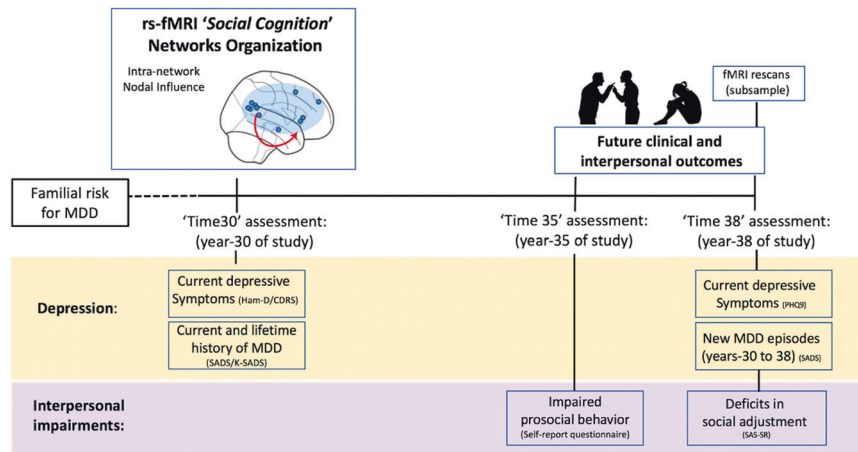 rs-fMRI ‘Social Cognition’
Networks Organization
Intra-network
Nodal Influence
fMRI rescans
(subsample)
Future clinical and
interpersonal outcomes
Familial risk
for MDD
‘Time30’ assessment:
(year-30 of study)
‘Time 35’ assessment:
(year-35 of study)
‘Time 38’ assessment:
(year-38 of study)
Depression:
Current depressive
Symptoms (Ham-D/CDRS)
Current and lifetime
history of MDD
(SADS/K-SADS)
Current depressive
Symptoms (PHQ9)
New MDD episodes
(years-30 to 38) (SADS)
Interpersonal
impairments:
Impaired
prosocial behavior
(Self-report questionnaire)
Deficits in
social adjustment
(SAS-SR)